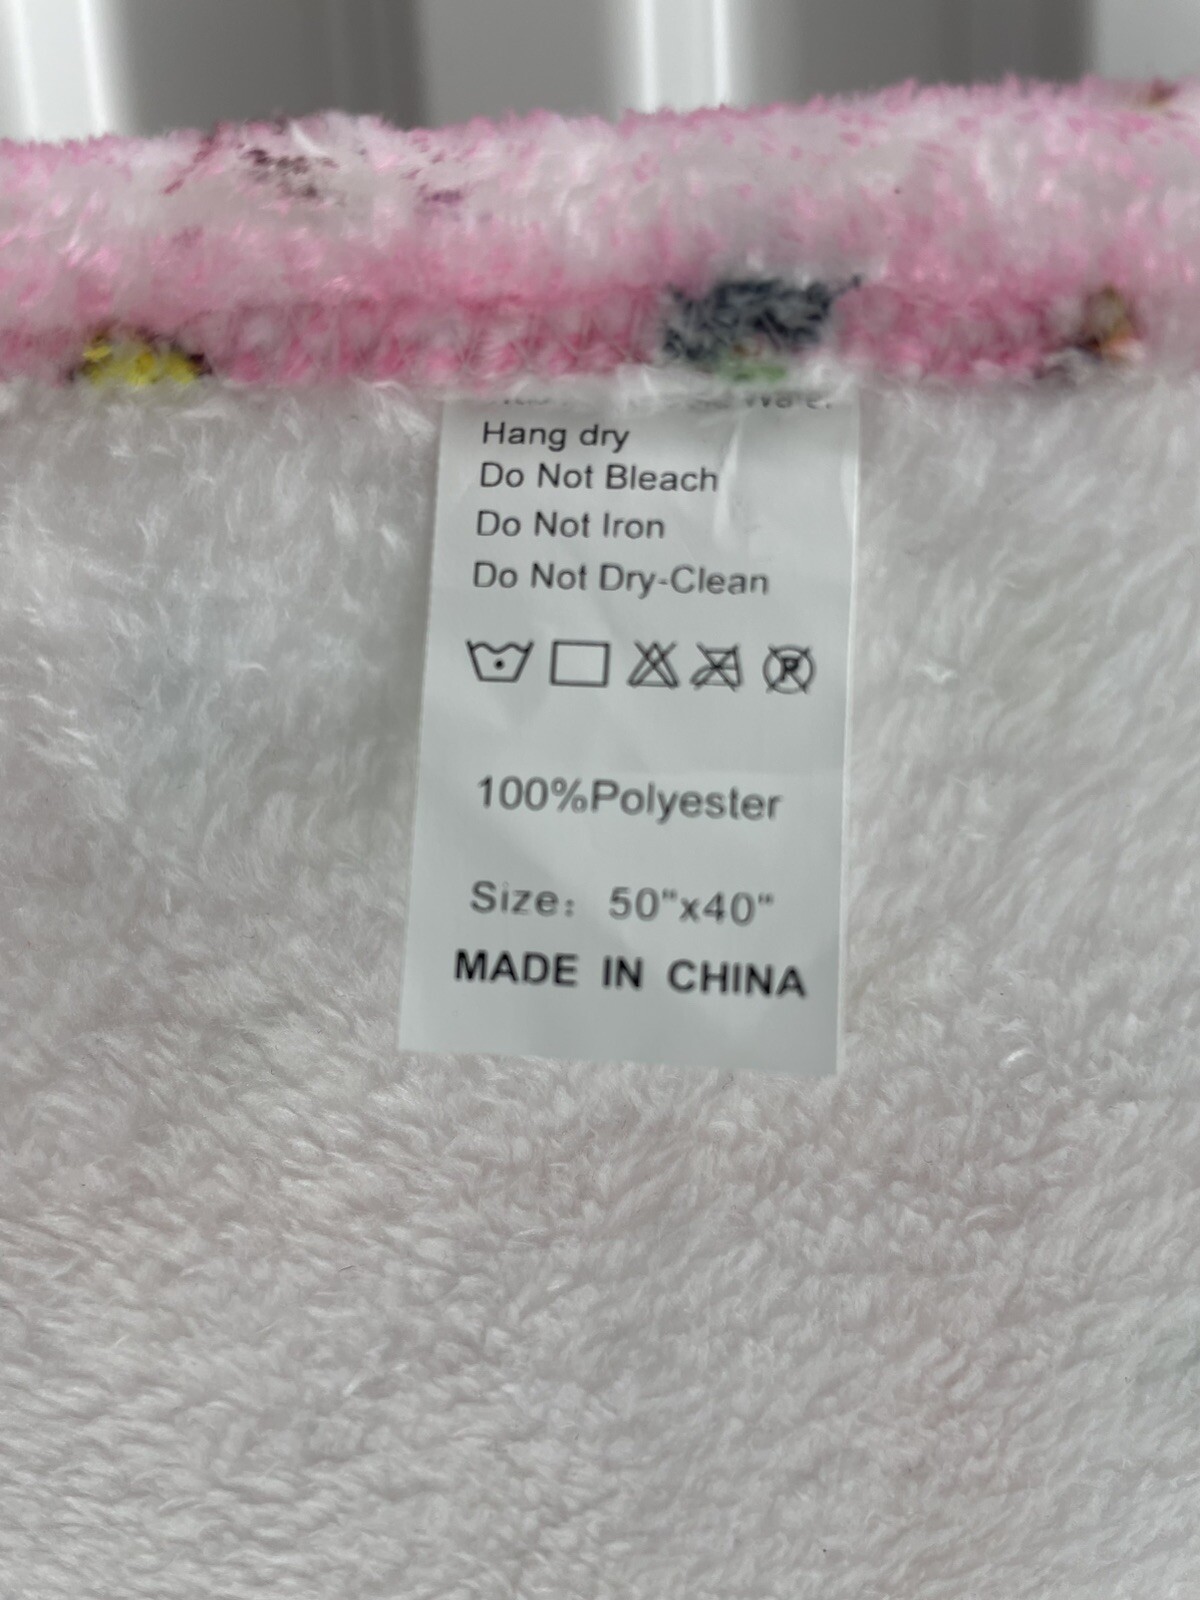 Hang dry
Do Not Bleach
Do Not Iron
Do Not Dry-Clean
P
100%Polyester
Size: 50"x40"
MADE IN CHINA